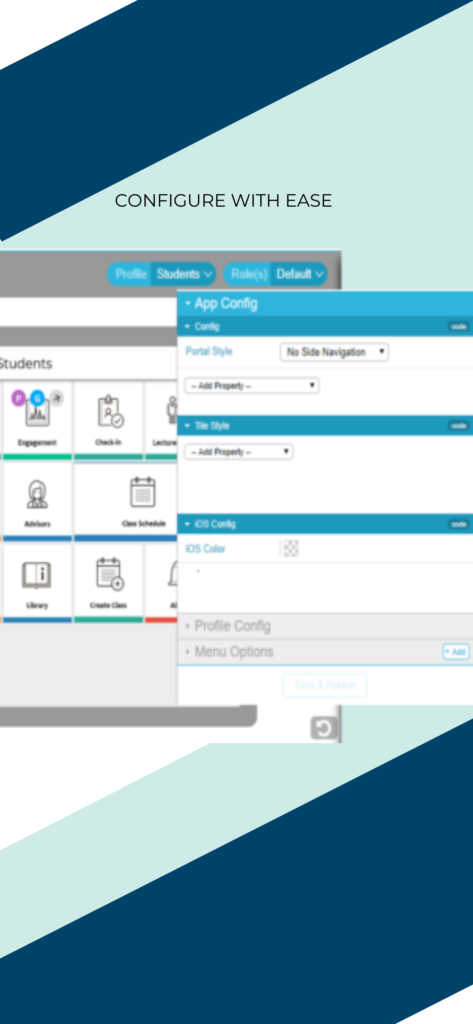 CONFIGURE WITH EASE
Profile Students Role(s) Default
App Config
Config code
Portal Style No Side Navigation
-- Add Property --
Students
P G
Engagement Check-in Lecture
Tile Style
-- Add Property --
Advisors Class Schedule
iOS Config code
iOS Color
Library Create Class Al
Profile Config
Menu Options + Add
Save & Publish